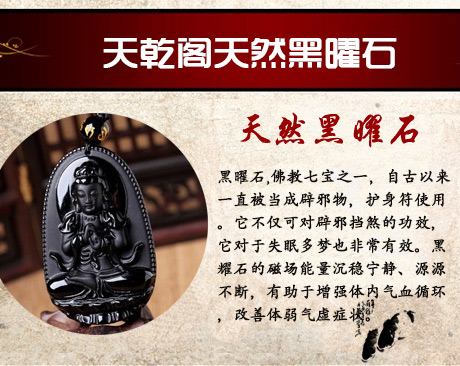 天乾阁天然黑曜石
天然黑曜石
黑曜石,佛教七宝之一，自古以来
一直被当成辟邪物，护身符使用
。它不仅可对辟邪挡煞的功效，
它对于失眠多梦也非常有效。黑
耀石的磁场能量沉稳宁静、源源
不断，有助于增强体内气血循环
，改善体弱气虚症状。